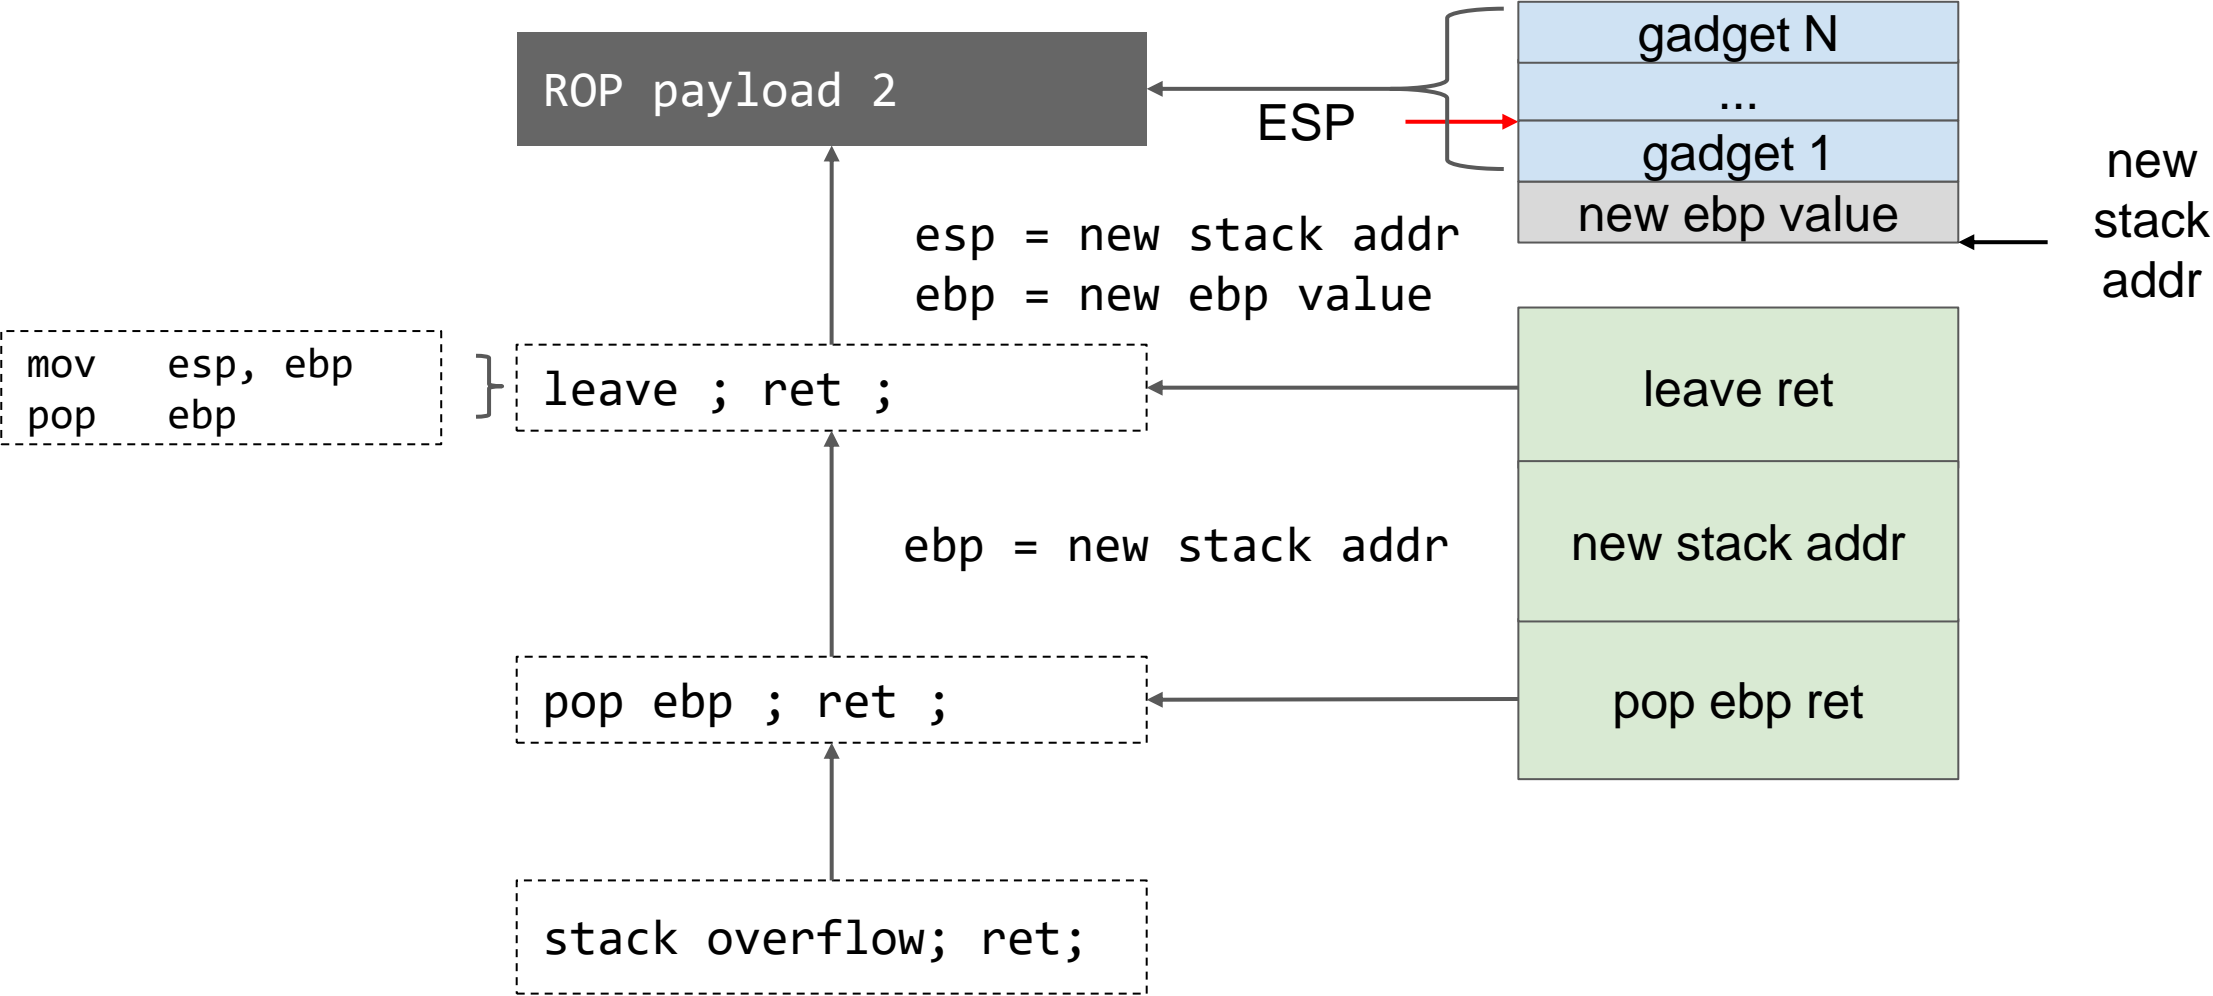 ROP payload 2
ESP
gadget N
...
gadget 1
new ebp value
new
stack
addr
esp = new stack addr
ebp = new ebp value
mov esp, ebp
pop ebp
leave ; ret ;
leave ret
ebp = new stack addr
new stack addr
pop ebp ; ret ;
pop ebp ret
stack overflow; ret;